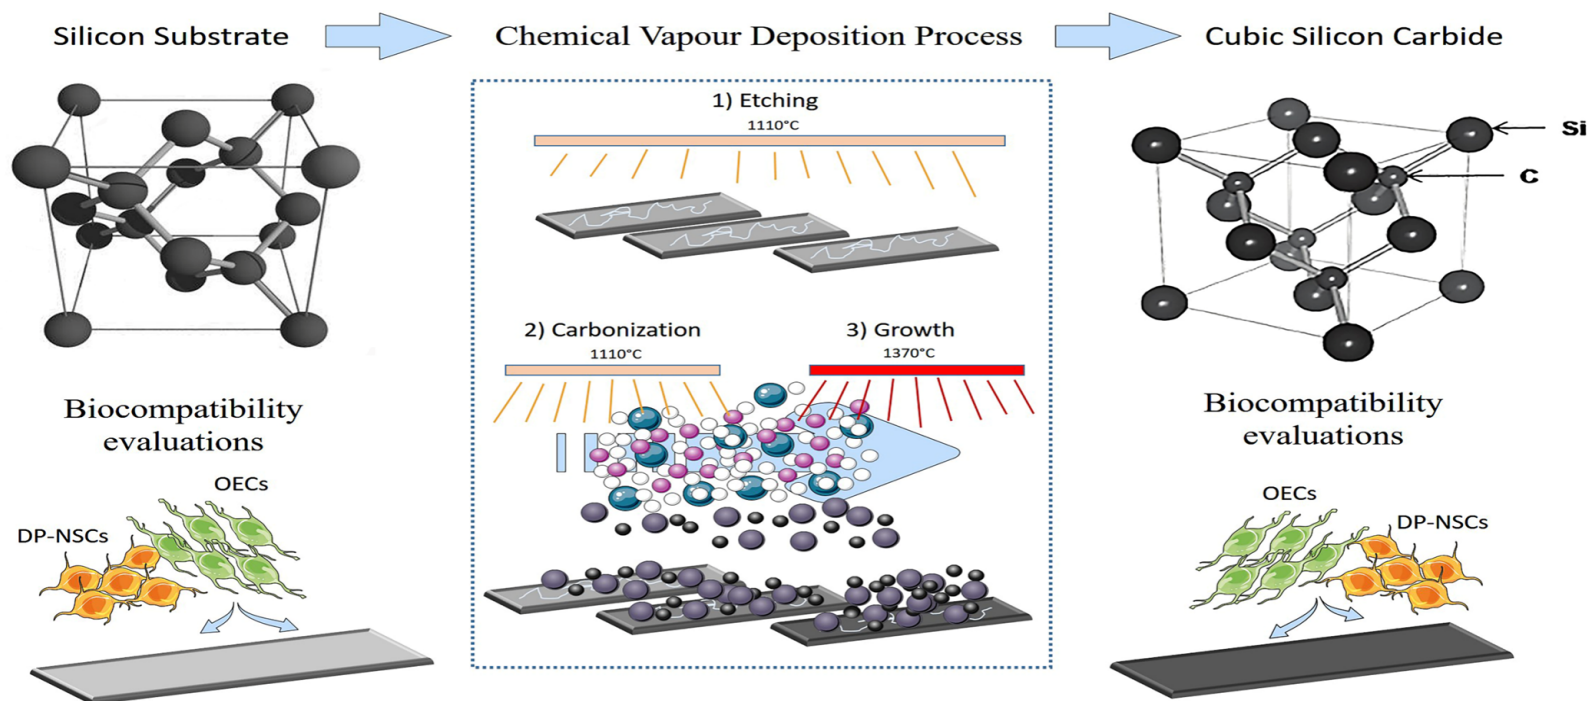 Silicon Substrate
Chemical Vapour Deposition Process
Cubic Silicon Carbide
1) Etching
1110°C
Si
C
2) Carbonization
1110°C
3) Growth
1370°C
Biocompatibility
evaluations
OECs
DP-NSCs
Biocompatibility
evaluations
OECs
DP-NSCs